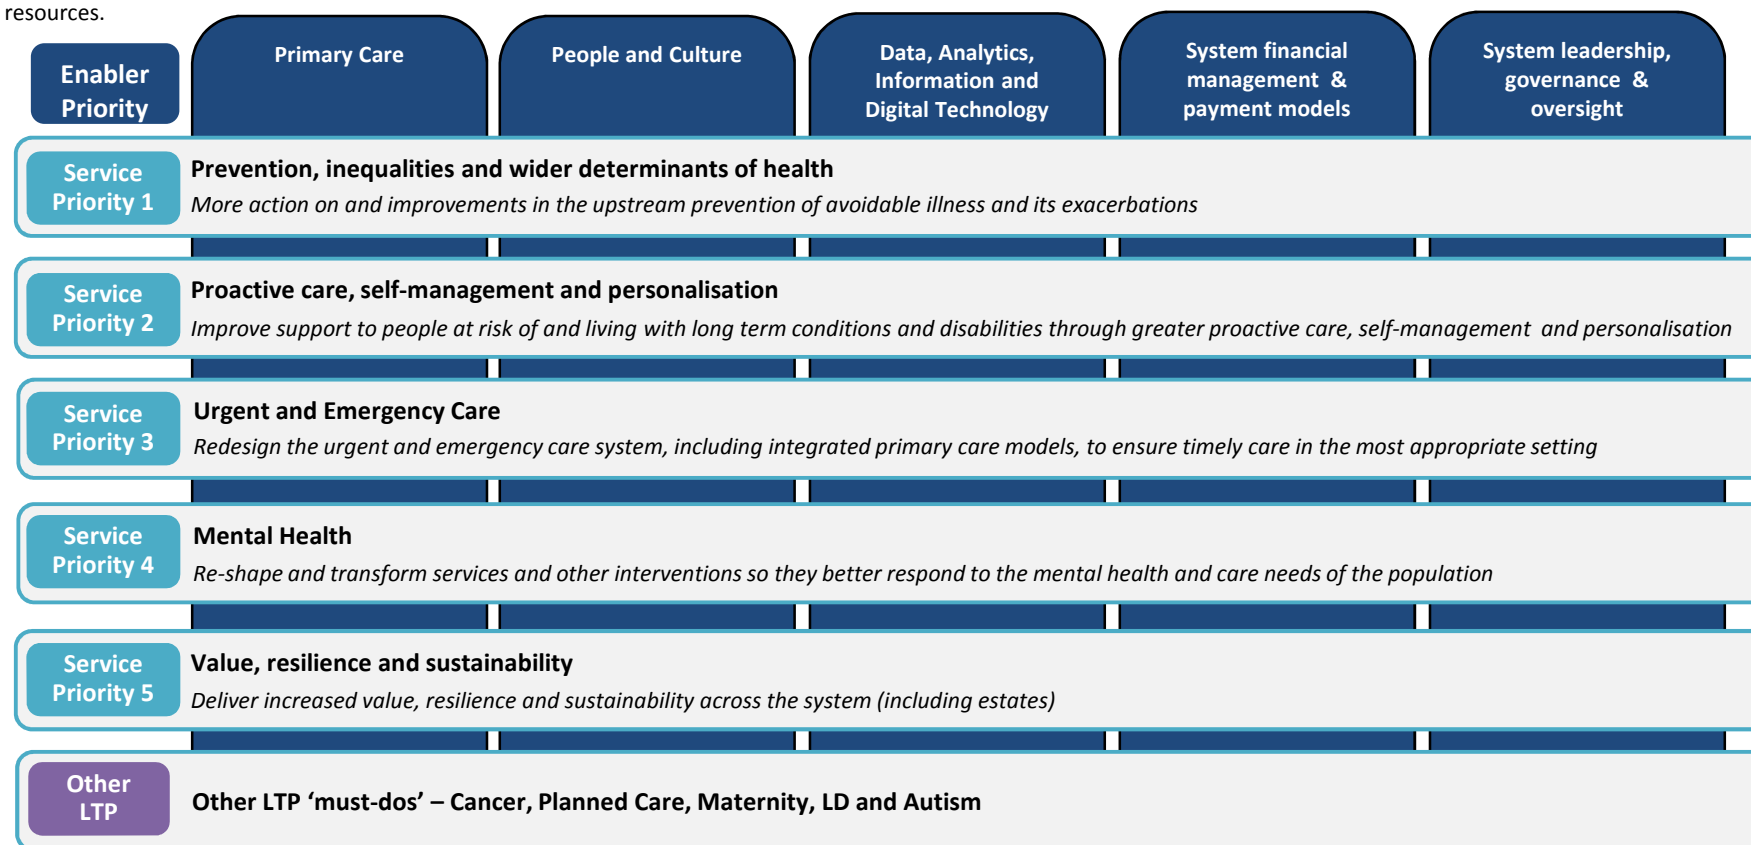 resources.
Enabler
Priority
Primary Care
People and Culture
Data, Analytics,
Information and
Digital Technology
System financial
management &
payment models
System leadership,
governance &
oversight
Service
Priority 1
Prevention, inequalities and wider determinants of health
More action on and improvements in the upstream prevention of avoidable illness and its exacerbations
Service
Priority 2
Proactive care, self-management and personalisation
Improve support to people at risk of and living with long term conditions and disabilities through greater proactive care, self-management and personalisation
Service
Priority 3
Urgent and Emergency Care
Redesign the urgent and emergency care system, including integrated primary care models, to ensure timely care in the most appropriate setting
Service
Priority 4
Mental Health
Re-shape and transform services and other interventions so they better respond to the mental health and care needs of the population
Service
Priority 5
Value, resilience and sustainability
Deliver increased value, resilience and sustainability across the system (including estates)
Other
LTP
Other LTP ‘must-dos’ – Cancer, Planned Care, Maternity, LD and Autism